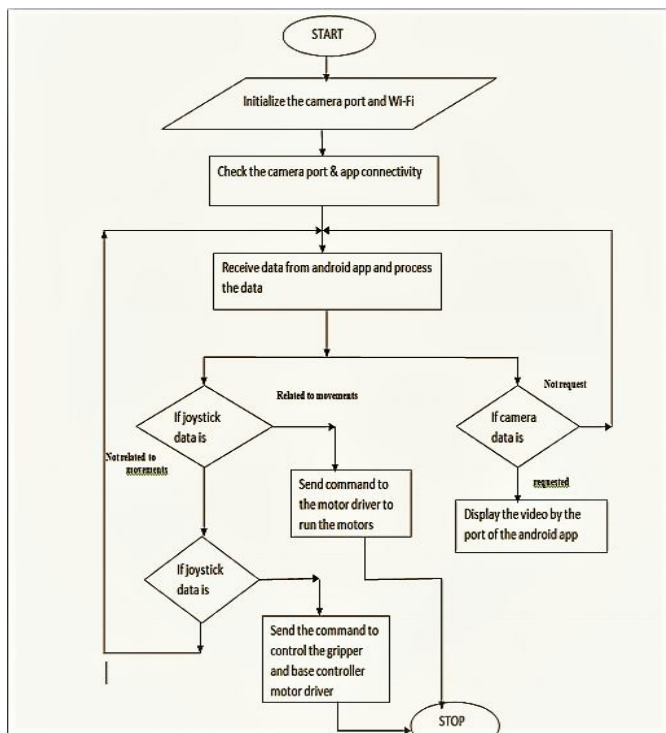 START
Initialize the camera port and Wi-Fi
Check the camera port & app connectivity
Receive data from android app and process
the data
Related to movements
Not request
If joystick
data is
If camera
data is
Not related to
movements
requested
Send command to
the motor driver to
run the motors
Display the video by the
port of the android app
If joystick
data is
Send the command to
control the gripper
and base controller
motor driver
STOP